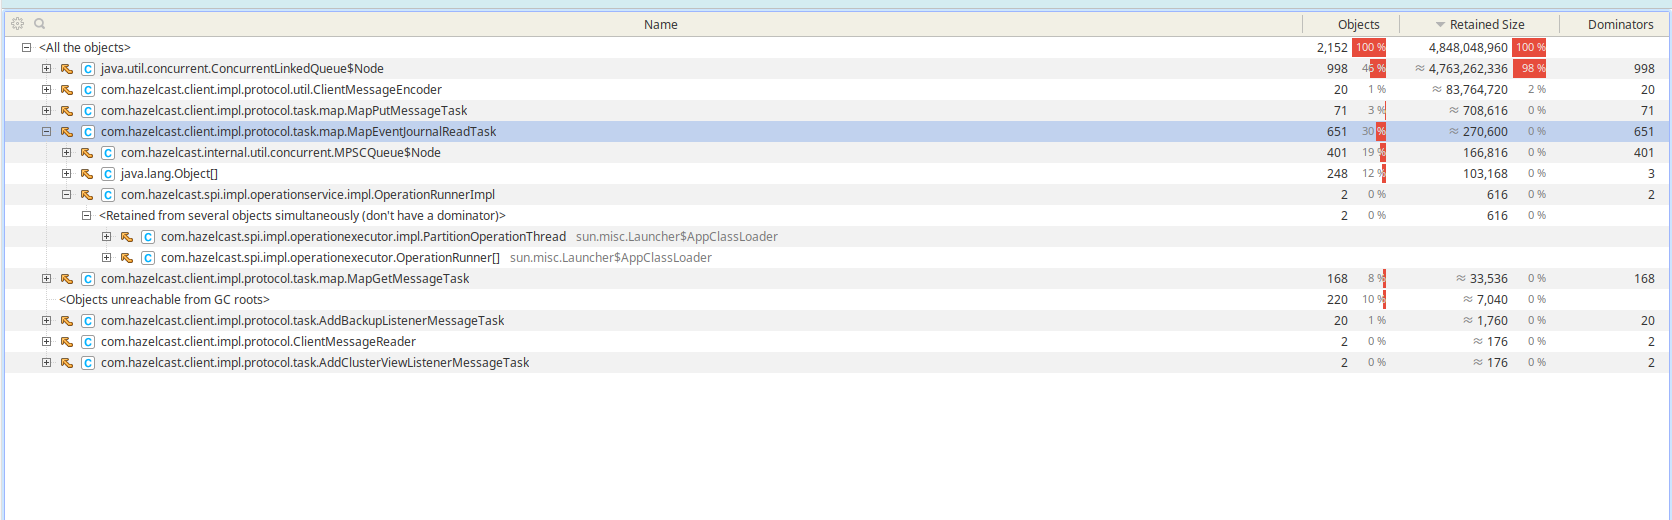 Name Objects Retained Size Dominators
<All the objects> 2,152 100 % 4,848,048,960 100 %
C java.util.concurrent.ConcurrentLinkedQueue$Node 998 46 % ≈ 4,763,262,336 98 % 998
C com.hazelcast.client.impl.protocol.util.ClientMessageEncoder 20 1 % ≈ 83,764,720 2 % 20
C com.hazelcast.client.impl.protocol.task.map.MapPutMessageTask 71 3 % ≈ 708,616 0 % 71
C com.hazelcast.client.impl.protocol.task.map.MapEventJournalReadTask 651 30 % ≈ 270,600 0 % 651
C com.hazelcast.internal.util.concurrent.MPSCQueue$Node 401 19 % 166,816 0 % 401
C java.lang.Object[] 248 12 % 103,168 0 % 3
C com.hazelcast.spi.impl.operationservice.impl.OperationRunnerImpl 2 0 % 616 0 % 2
<Retained from several objects simultaneously (don't have a dominator)> 2 0 % 616 0 %
C com.hazelcast.spi.impl.operationexecutor.impl.PartitionOperationThread sun.misc.Launcher$AppClassLoader
C com.hazelcast.spi.impl.operationexecutor.OperationRunner[] sun.misc.Launcher$AppClassLoader
C com.hazelcast.client.impl.protocol.task.map.MapGetMessageTask 168 8 % ≈ 33,536 0 % 168
<Objects unreachable from GC roots> 220 10 % ≈ 7,040 0 %
C com.hazelcast.client.impl.protocol.task.AddBackupListenerMessageTask 20 1 % ≈ 1,760 0 % 20
C com.hazelcast.client.impl.protocol.ClientMessageReader 2 0 % ≈ 176 0 % 2
C com.hazelcast.client.impl.protocol.task.AddClusterViewListenerMessageTask 2 0 % ≈ 176 0 % 2